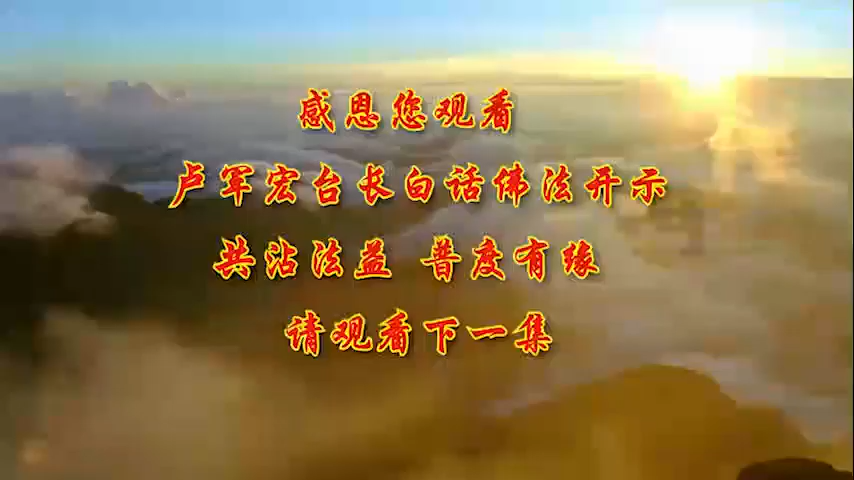 感恩您观看
卢军宏台长白话佛法开示
共沾法益 普度有缘
请观看下一集